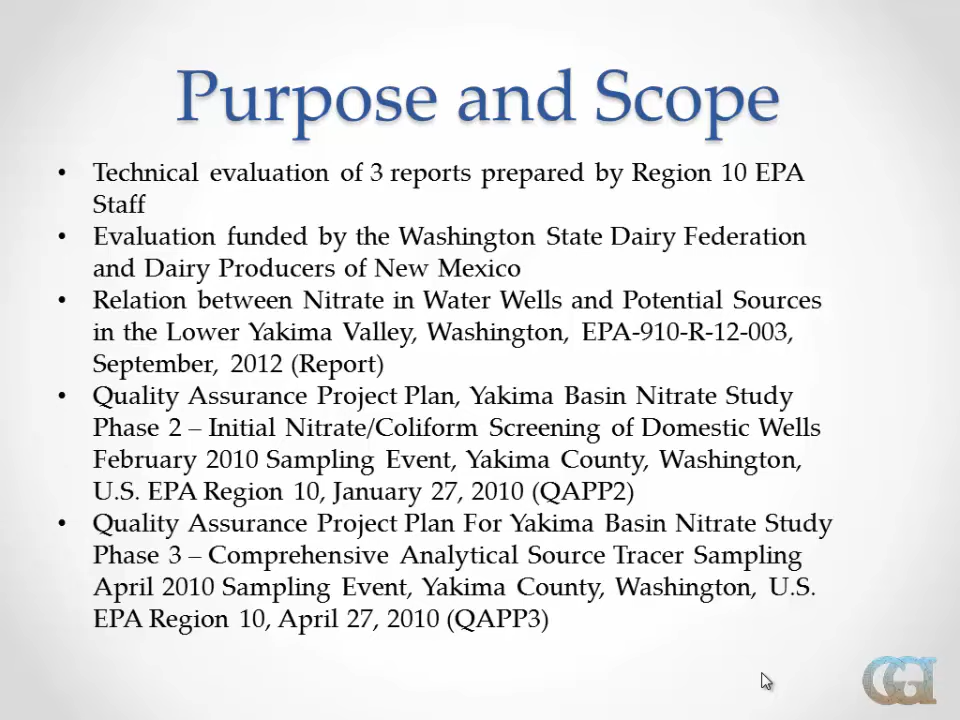 Purpose and Scope
• Technical evaluation of 3 reports prepared by Region 10 EPA
Staff
• Evaluation funded by the Washington State Dairy Federation
and Dairy Producers of New Mexico
• Relation between Nitrate in Water Wells and Potential Sources
in the Lower Yakima Valley, Washington, EPA-910-R-12-003,
September, 2012 (Report)
• Quality Assurance Project Plan, Yakima Basin Nitrate Study
Phase 2 – Initial Nitrate/Coliform Screening of Domestic Wells
February 2010 Sampling Event, Yakima County, Washington,
U.S. EPA Region 10, January 27, 2010 (QAPP2)
• Quality Assurance Project Plan For Yakima Basin Nitrate Study
Phase 3 – Comprehensive Analytical Source Tracer Sampling
April 2010 Sampling Event, Yakima County, Washington, U.S.
EPA Region 10, April 27, 2010 (QAPP3)
CGI